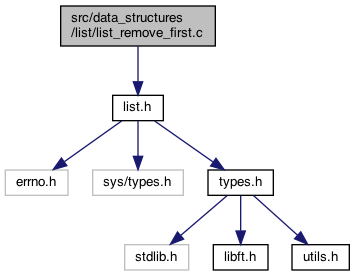 src/data_structures
/list/list_remove_first.c
list.h
errno.h
sys/types.h
types.h
stdlib.h
libft.h
utils.h